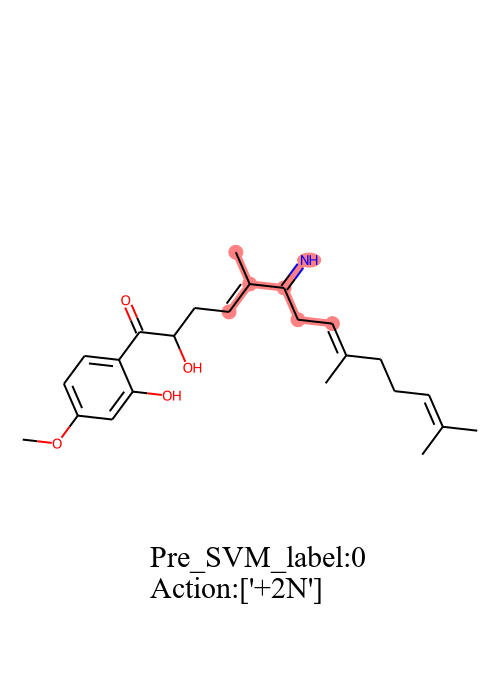 NH
O
OH
OH
O
Pre_SVM_label:0
Action:['+2N']